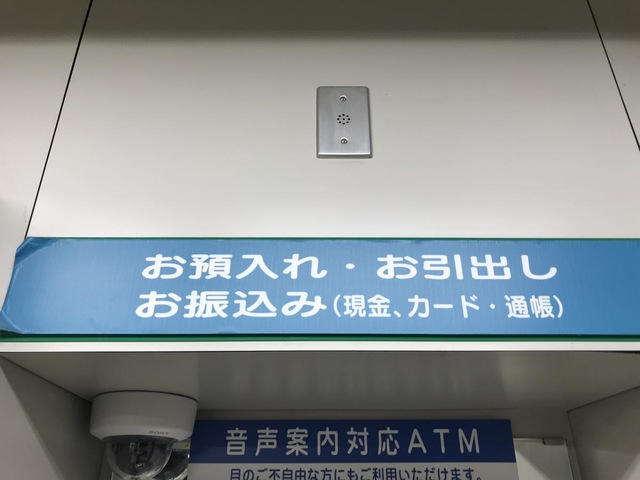 お預入れ・お引出し
お振込み(現金、カード・通帳)
SONY
音声案内対応ATM
目のご不自由な方にもご利用いただけます。